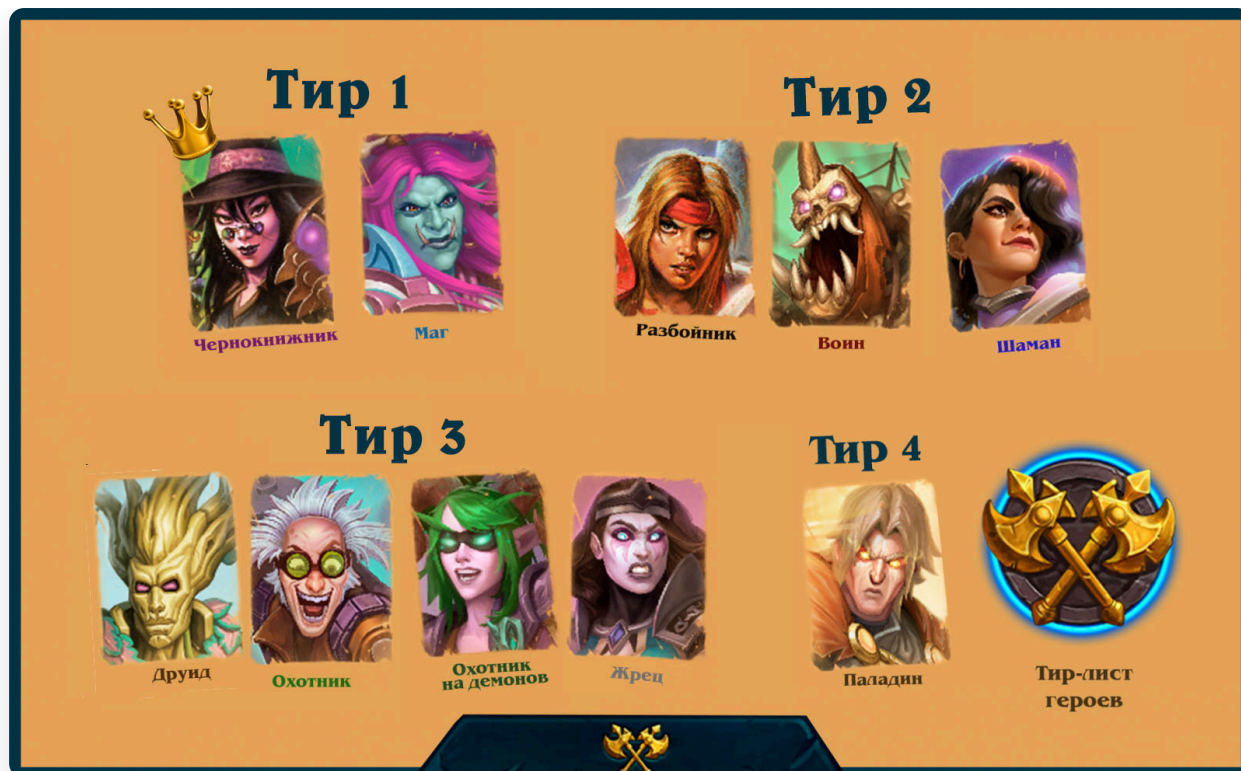 Тир 1
Чернокнижник
Маг
Тир 2
Разбойник
Воин
Шаман
Тир 3
Друид
Охотник
Охотник
на демонов
Жрец
Тир 4
Паладин
Тир-лист
героев